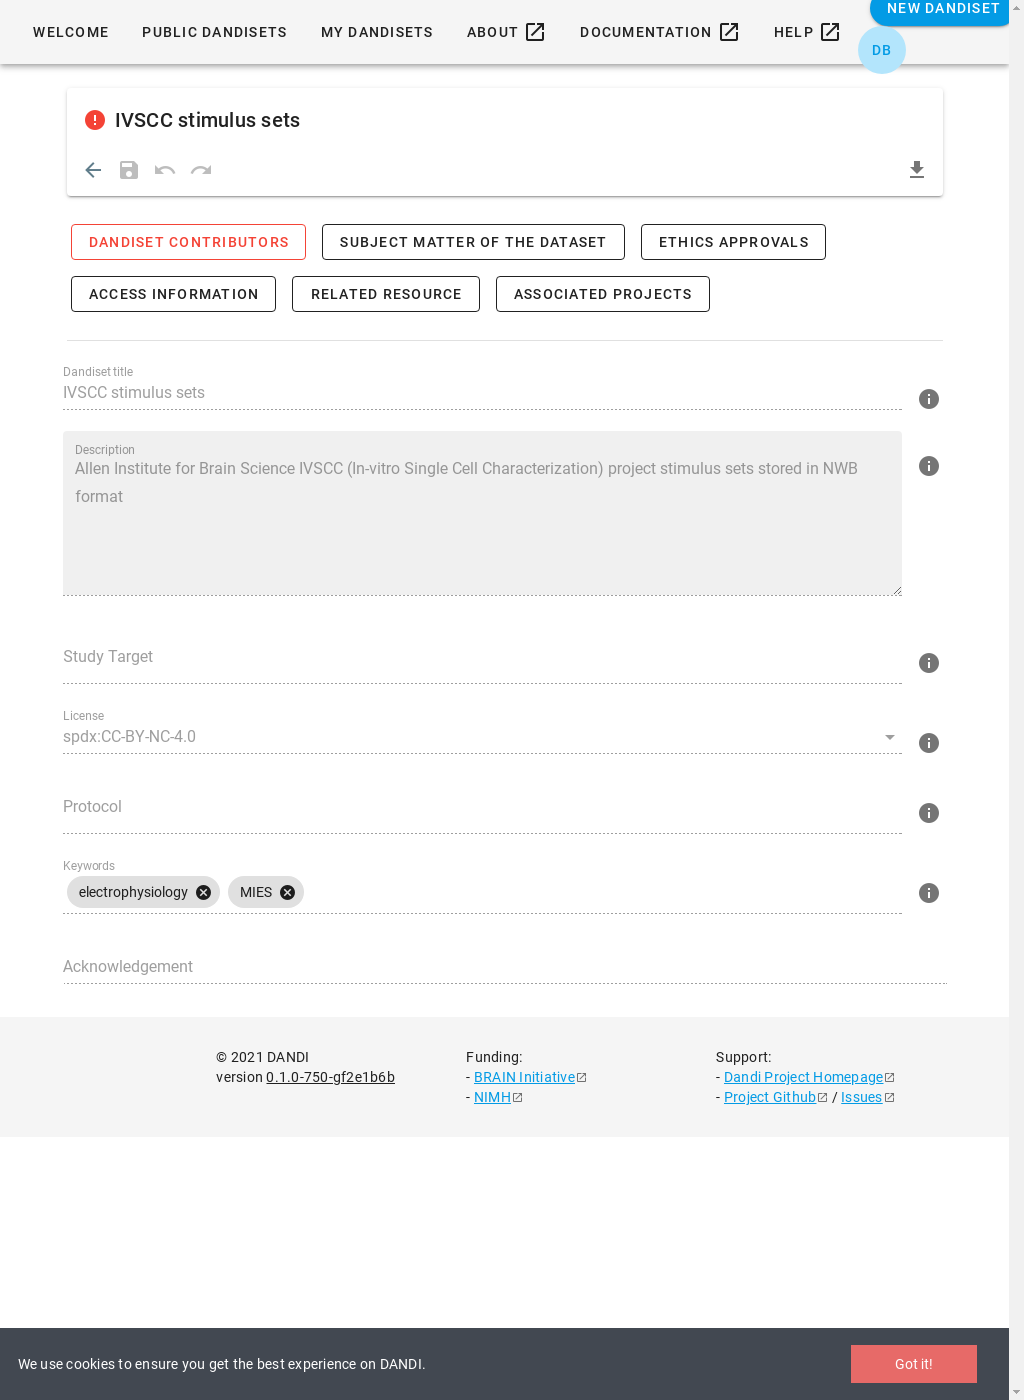 NEW DANDISET
WELCOME PUBLIC DANDISETS MY DANDISETS ABOUT DOCUMENTATION HELP
DB
IVSCC stimulus sets
DANDISET CONTRIBUTORS SUBJECT MATTER OF THE DATASET ETHICS APPROVALS
ACCESS INFORMATION RELATED RESOURCE ASSOCIATED PROJECTS
Dandiset title
IVSCC stimulus sets
Description
Allen Institute for Brain Science IVSCC (In-vitro Single Cell Characterization) project stimulus sets stored in NWB
format
Study Target
License
spdx:CC-BY-NC-4.0
Protocol
Keywords
electrophysiology MIES
Acknowledgement
© 2021 DANDI
version 0.1.0-750-gf2e1b6b
Funding:
- BRAIN Initiative
- NIMH
Support:
- Dandi Project Homepage
- Project Github / Issues
We use cookies to ensure you get the best experience on DANDI.
Got it!